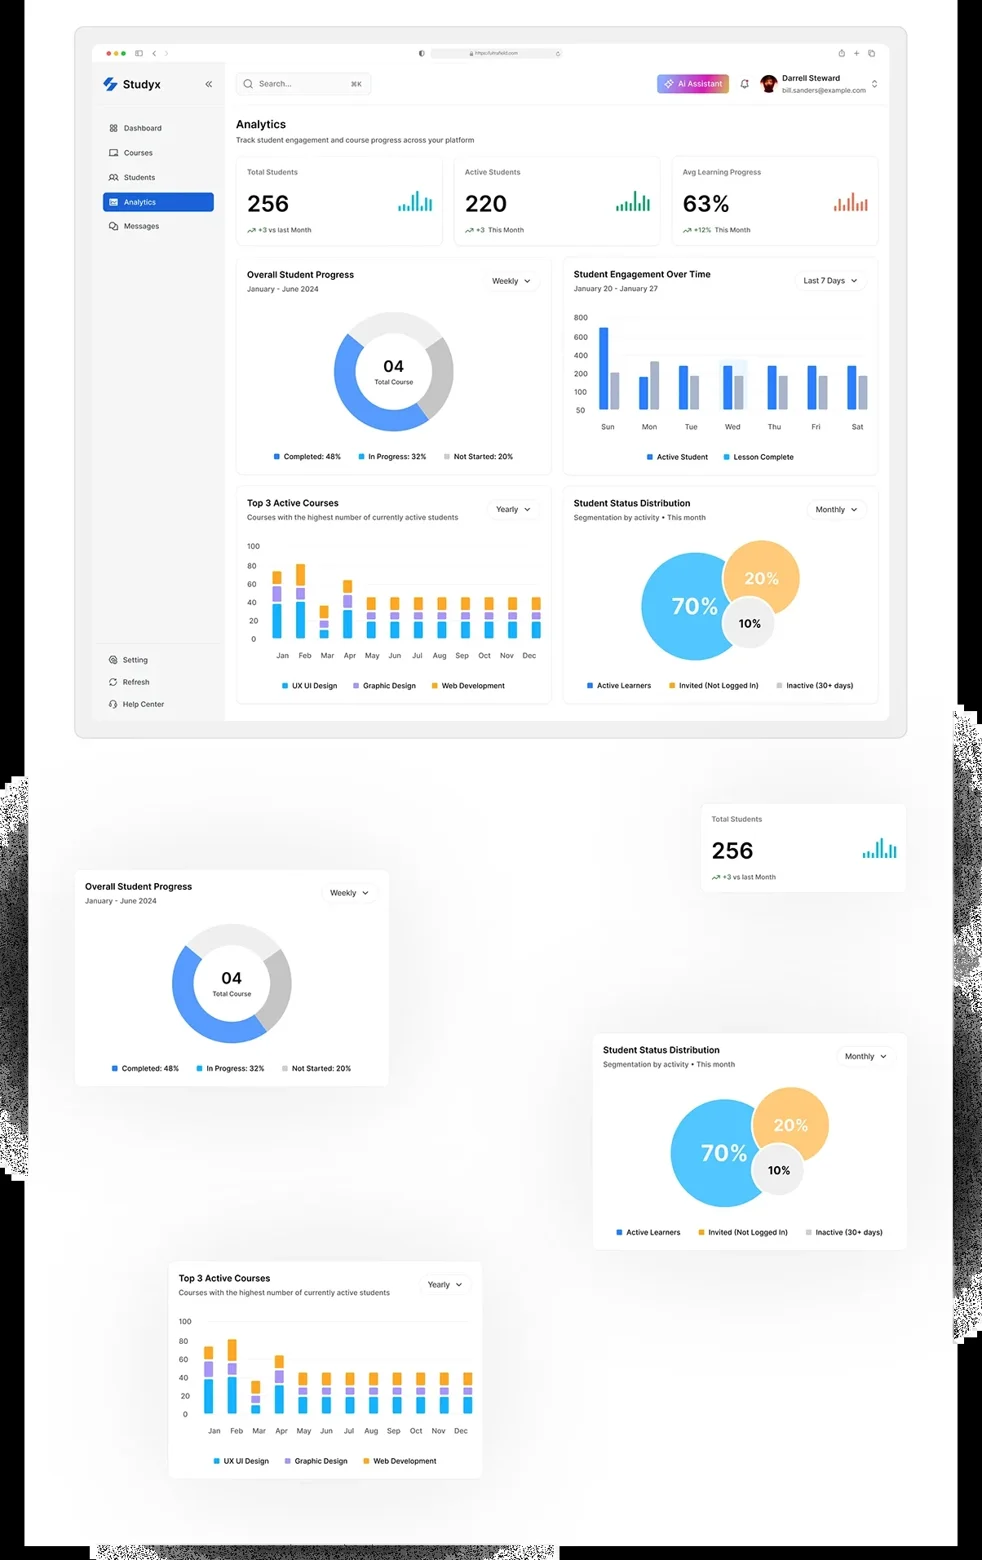 https://ultrafield.com
Studyx
Search...
⌘K
Ai Assistant
Darrell Steward
bill.sanders@example.com
Dashboard
Courses
Students
Analytics
Messages
Setting
Refresh
Help Center
Analytics
Track student engagement and course progress across your platform
Total Students
256
+3 vs last Month
Active Students
220
+3 This Month
Avg Learning Progress
63%
+12% This Month
Overall Student Progress
January - June 2024
Weekly
04
Total Course
Completed: 48%
In Progress: 32%
Not Started: 20%
Student Engagement Over Time
January 20 - January 27
Last 7 Days
800
600
400
200
100
50
Sun Mon Tue Wed Thu Fri Sat
Active Student
Lesson Complete
Top 3 Active Courses
Courses with the highest number of currently active students
Yearly
100
80
60
40
20
0
Jan Feb Mar Apr May Jun Jul Aug Sep Oct Nov Dec
UX UI Design
Graphic Design
Web Development
Student Status Distribution
Segmentation by activity • This month
Monthly
70%
20%
10%
Active Learners
Invited (Not Logged In)
Inactive (30+ days)
Total Students
256
+3 vs last Month
Overall Student Progress
January - June 2024
Weekly
04
Total Course
Completed: 48%
In Progress: 32%
Not Started: 20%
Student Status Distribution
Segmentation by activity • This month
Monthly
70%
20%
10%
Active Learners
Invited (Not Logged In)
Inactive (30+ days)
Top 3 Active Courses
Courses with the highest number of currently active students
Yearly
100
80
60
40
20
0
Jan Feb Mar Apr May Jun Jul Aug Sep Oct Nov Dec
UX UI Design
Graphic Design
Web Development